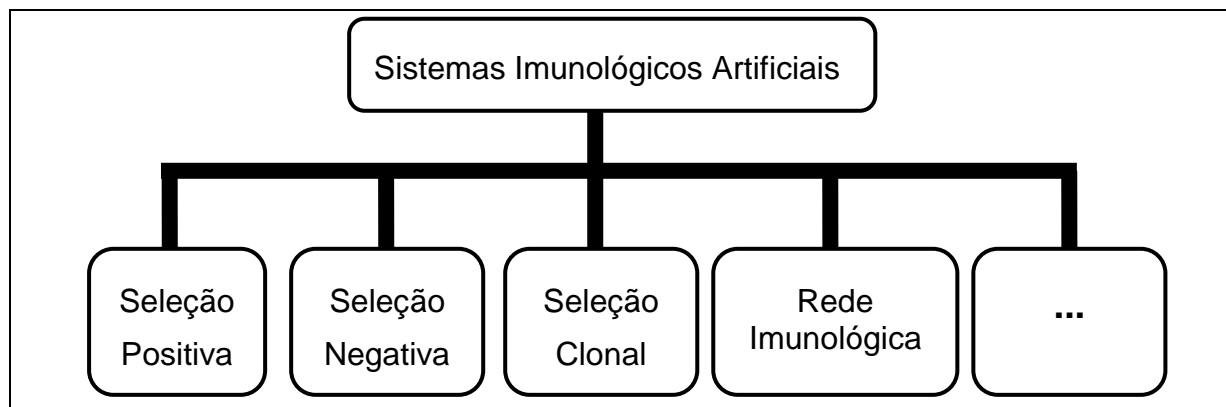 Sistemas Imunológicos Artificiais
Seleção
Positiva
Seleção
Negativa
Seleção
Clonal
Rede
Imunológica
...